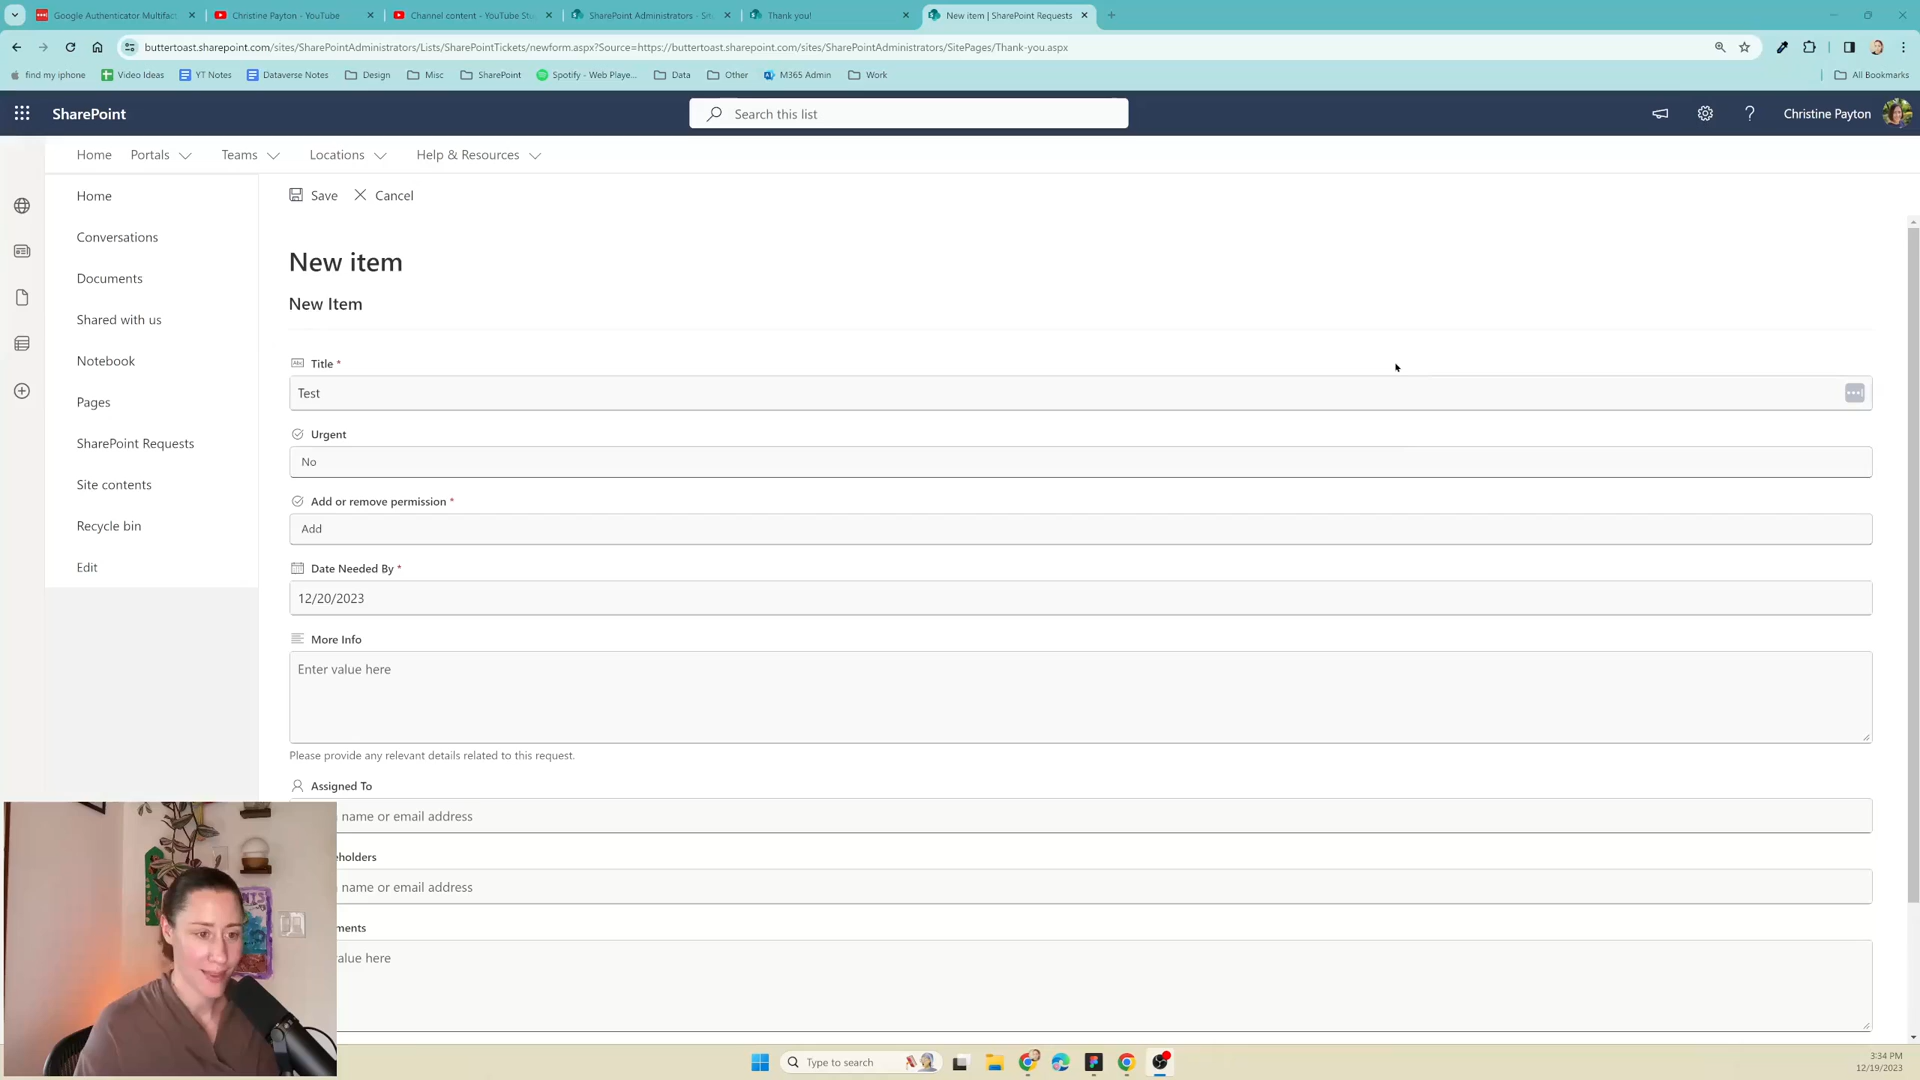 Google Authenticator Multifac
Christine Payton - YouTube
Channel content - YouTube Stu
SharePoint Administrators - Sit
Thank you!
New item | SharePoint Requests
buttertoast.sharepoint.com/sites/SharePointAdministrators/Lists/SharePointTickets/newform.aspx?Source=https://buttertoast.sharepoint.com/sites/SharePointAdministrators/SitePages/Thank-you.aspx
find my iphone
Video Ideas
YT Notes
Dataverse Notes
Design
Misc
SharePoint
Spotify - Web Playe...
Data
Other
M365 Admin
Work
All Bookmarks
SharePoint
Search this list
Christine Payton
Home
Portals
Teams
Locations
Help & Resources
Home
Conversations
Documents
Shared with us
Notebook
Pages
SharePoint Requests
Site contents
Recycle bin
Edit
Save
Cancel
New item
New Item
Abc
Title *
Test
Urgent
No
Add or remove permission *
Add
Date Needed By *
12/20/2023
More Info
Enter value here
Please provide any relevant details related to this request.
Assigned To
name or email address
eholders
name or email address
ments
alue here
Type to search
3:34 PM
12/19/2023